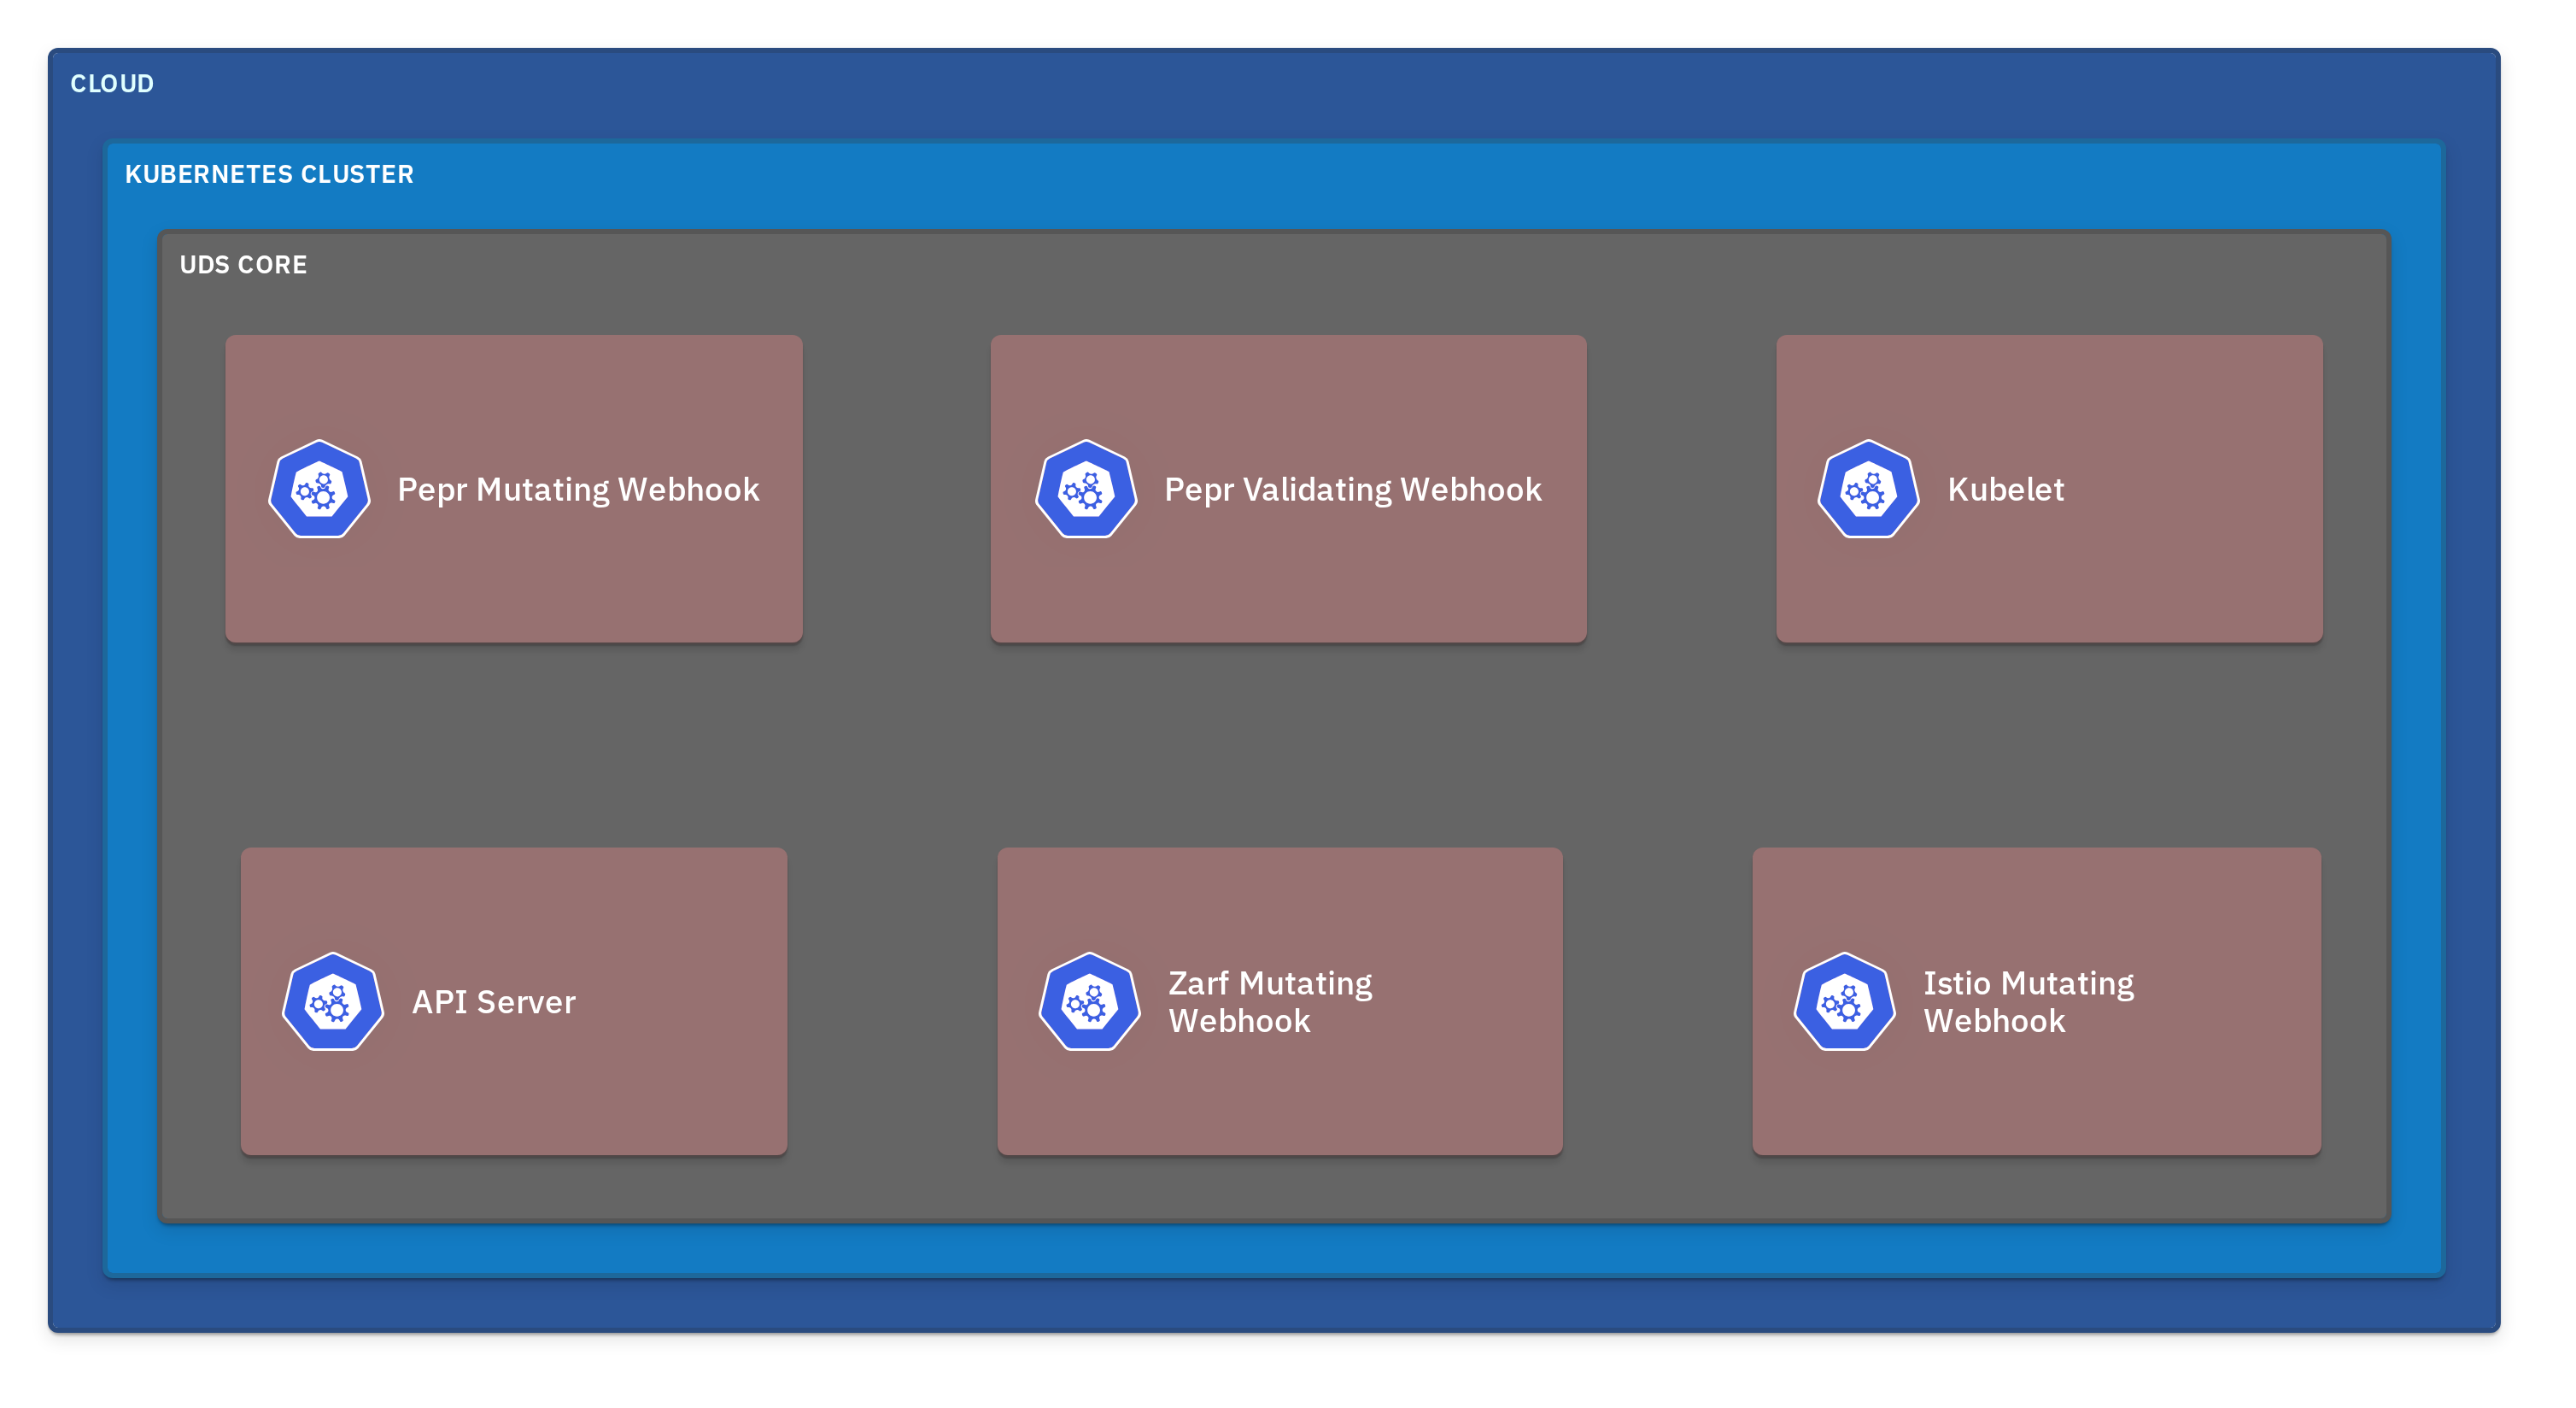 CLOUD
KUBERNETES CLUSTER
UDS CORE
Pepr Mutating Webhook
Pepr Validating Webhook
Kubelet
API Server
Zarf Mutating
Webhook
Istio Mutating
Webhook